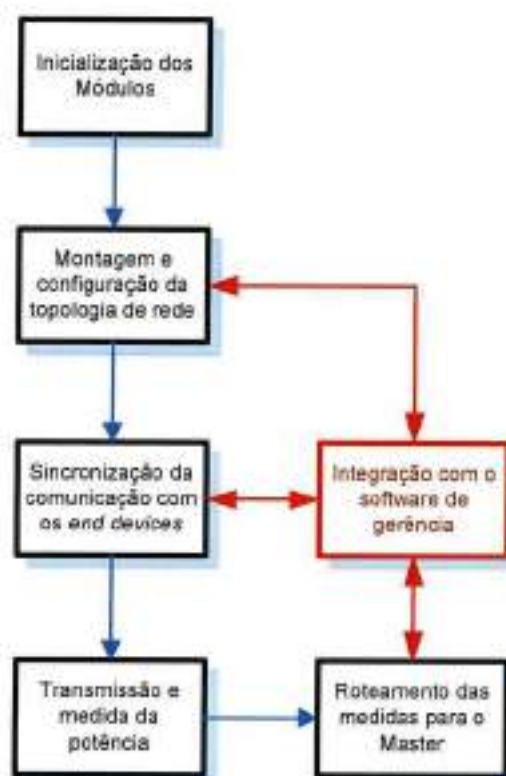 Inicialização dos
Módulos
Montagem e
configuração da
topologia de rede
Sincronização da
comunicação com
os end devices
Integração com o
software de
gerência
Transmissão e
medida da
potência
Roteamento das
medidas para o
Master